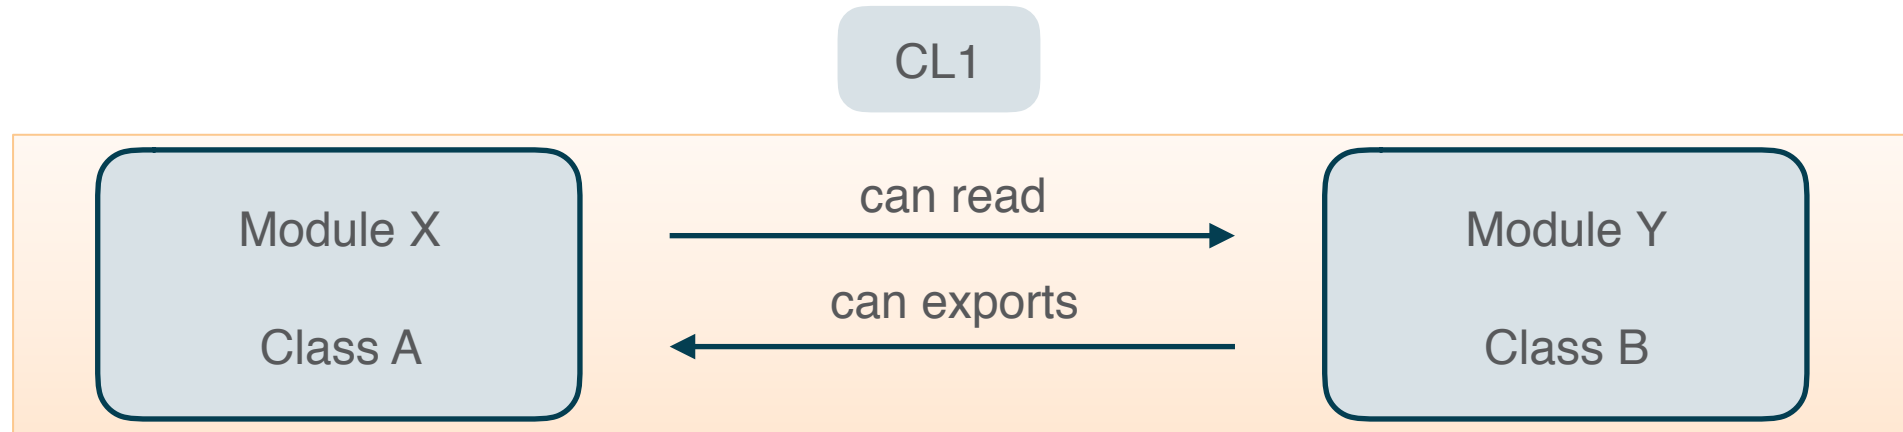 CL1
can read
Module X
Module Y
can exports
Class A
Class B